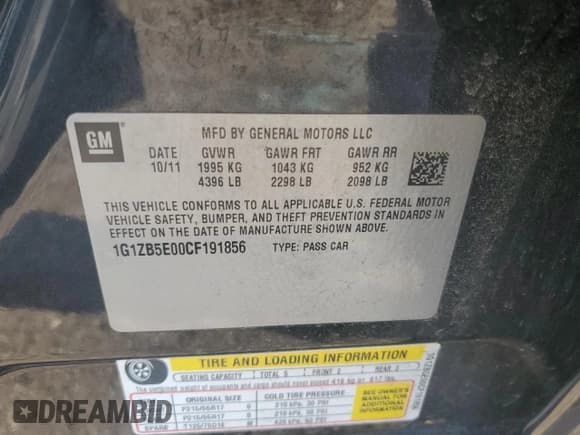 GM
MFD BY GENERAL MOTORS LLC
DATE GVWR GAWR FRT GAWR RR
10/11 1995 KG 1043 KG 952 KG
4396 LB 2298 LB 2098 LB
THIS VEHICLE CONFORMS TO ALL APPLICABLE U.S. FEDERAL MOTOR
VEHICLE SAFETY, BUMPER, AND THEFT PREVENTION STANDARDS IN
EFFECT ON THE DATE OF MANUFACTURE SHOWN ABOVE.
1G1ZB5E00CF191856 TYPE: PASS CAR
TIRE AND LOADING INFORMATION
SEATING CAPACITY TOTAL 5 FRONT 2 REAR 3
ORIGINAL SIZE COLD TIRE PRESSURE
SEE OWNER'S
MANUAL FOR
ADDITIONAL
INFORMATION
SPARE